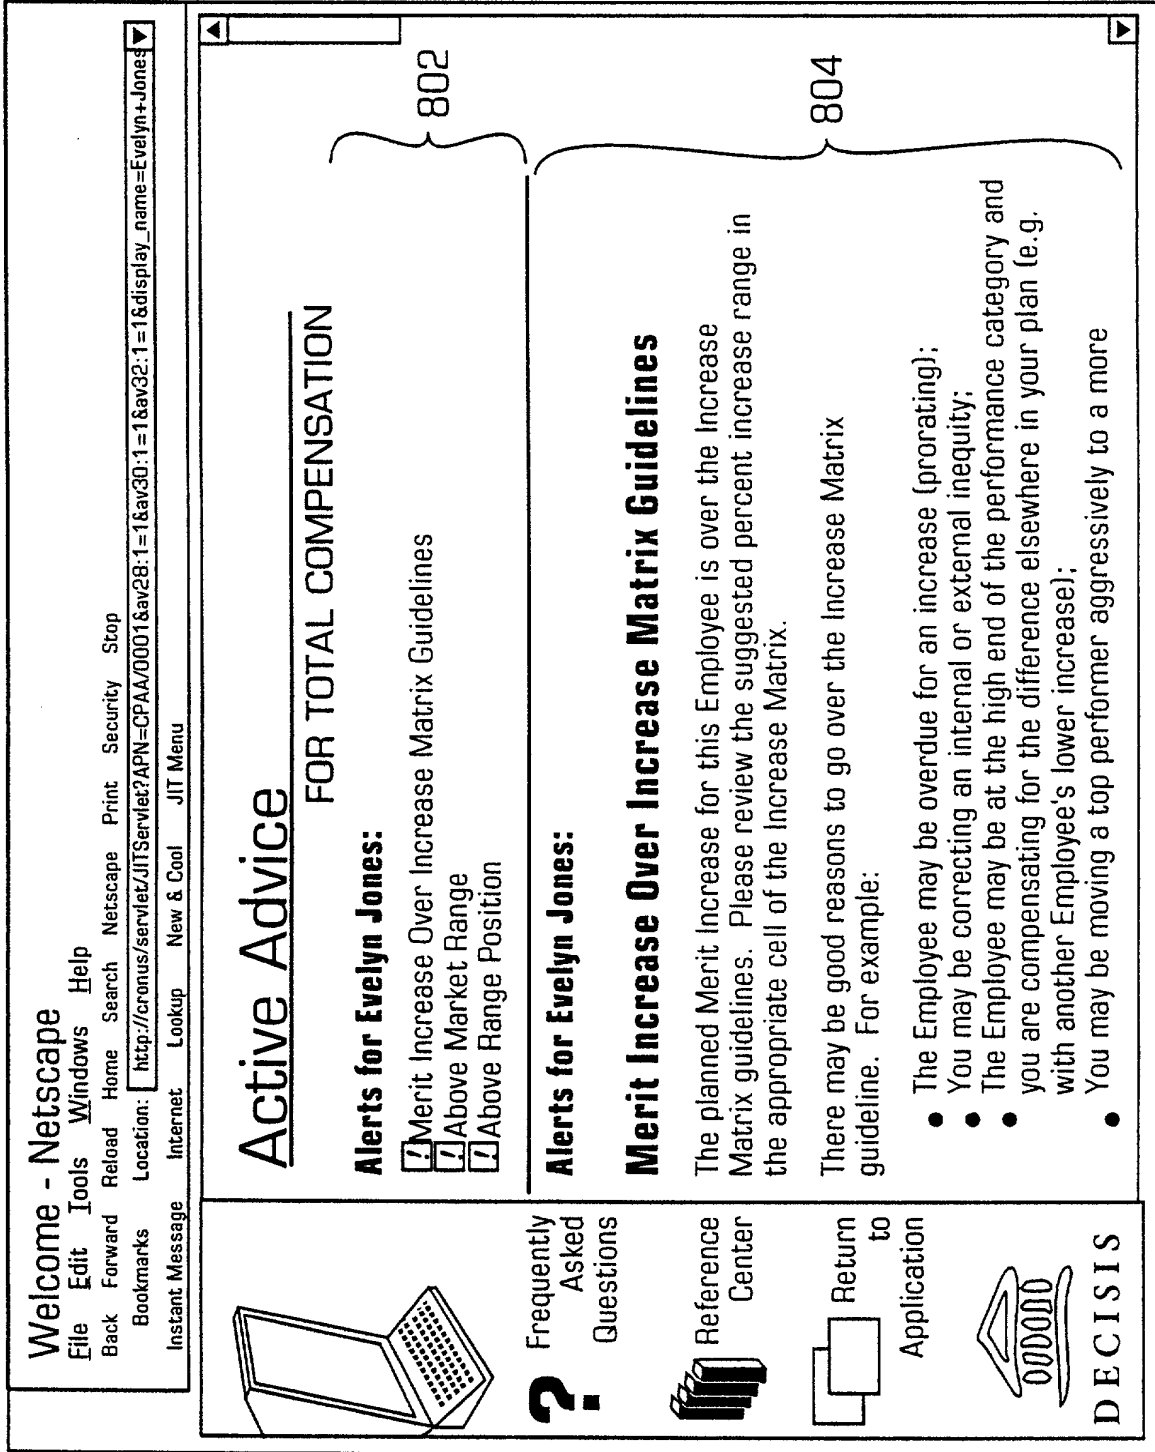 Welcome - Netscape
File Edit Tools Windows Help
Back Forward Reload Home Search Netscape Print Security Stop
Bookmarks Location: http://cronus/servlet/JITServlet?APN=CPAA/0001&av28:1=1&av30:1=1&av32:1=1&display_name=Evelyn+Jones
Instant Message Internet Lookup New & Cool JIT Menu
? Frequently
Asked
Questions
Reference
Center
Return
to
Application
DECISIS
Active Advice
FOR TOTAL COMPENSATION
Alerts for Evelyn Jones:
! Merit Increase Over Increase Matrix Guidelines
! Above Market Range
! Above Range Position
802
Alerts for Evelyn Jones:
Merit Increase Over Increase Matrix Guidelines
The planned Merit Increase for this Employee is over the Increase
Matrix guidelines. Please review the suggested percent increase range in
the appropriate cell of the Increase Matrix.
There may be good reasons to go over the Increase Matrix
guideline. For example:
• The Employee may be overdue for an increase (prorating);
• You may be correcting an internal or external inequity;
• The Employee may be at the high end of the performance category and
you are compensating for the difference elsewhere in your plan (e.g.
with another Employee's lower increase);
• You may be moving a top performer aggressively to a more
804